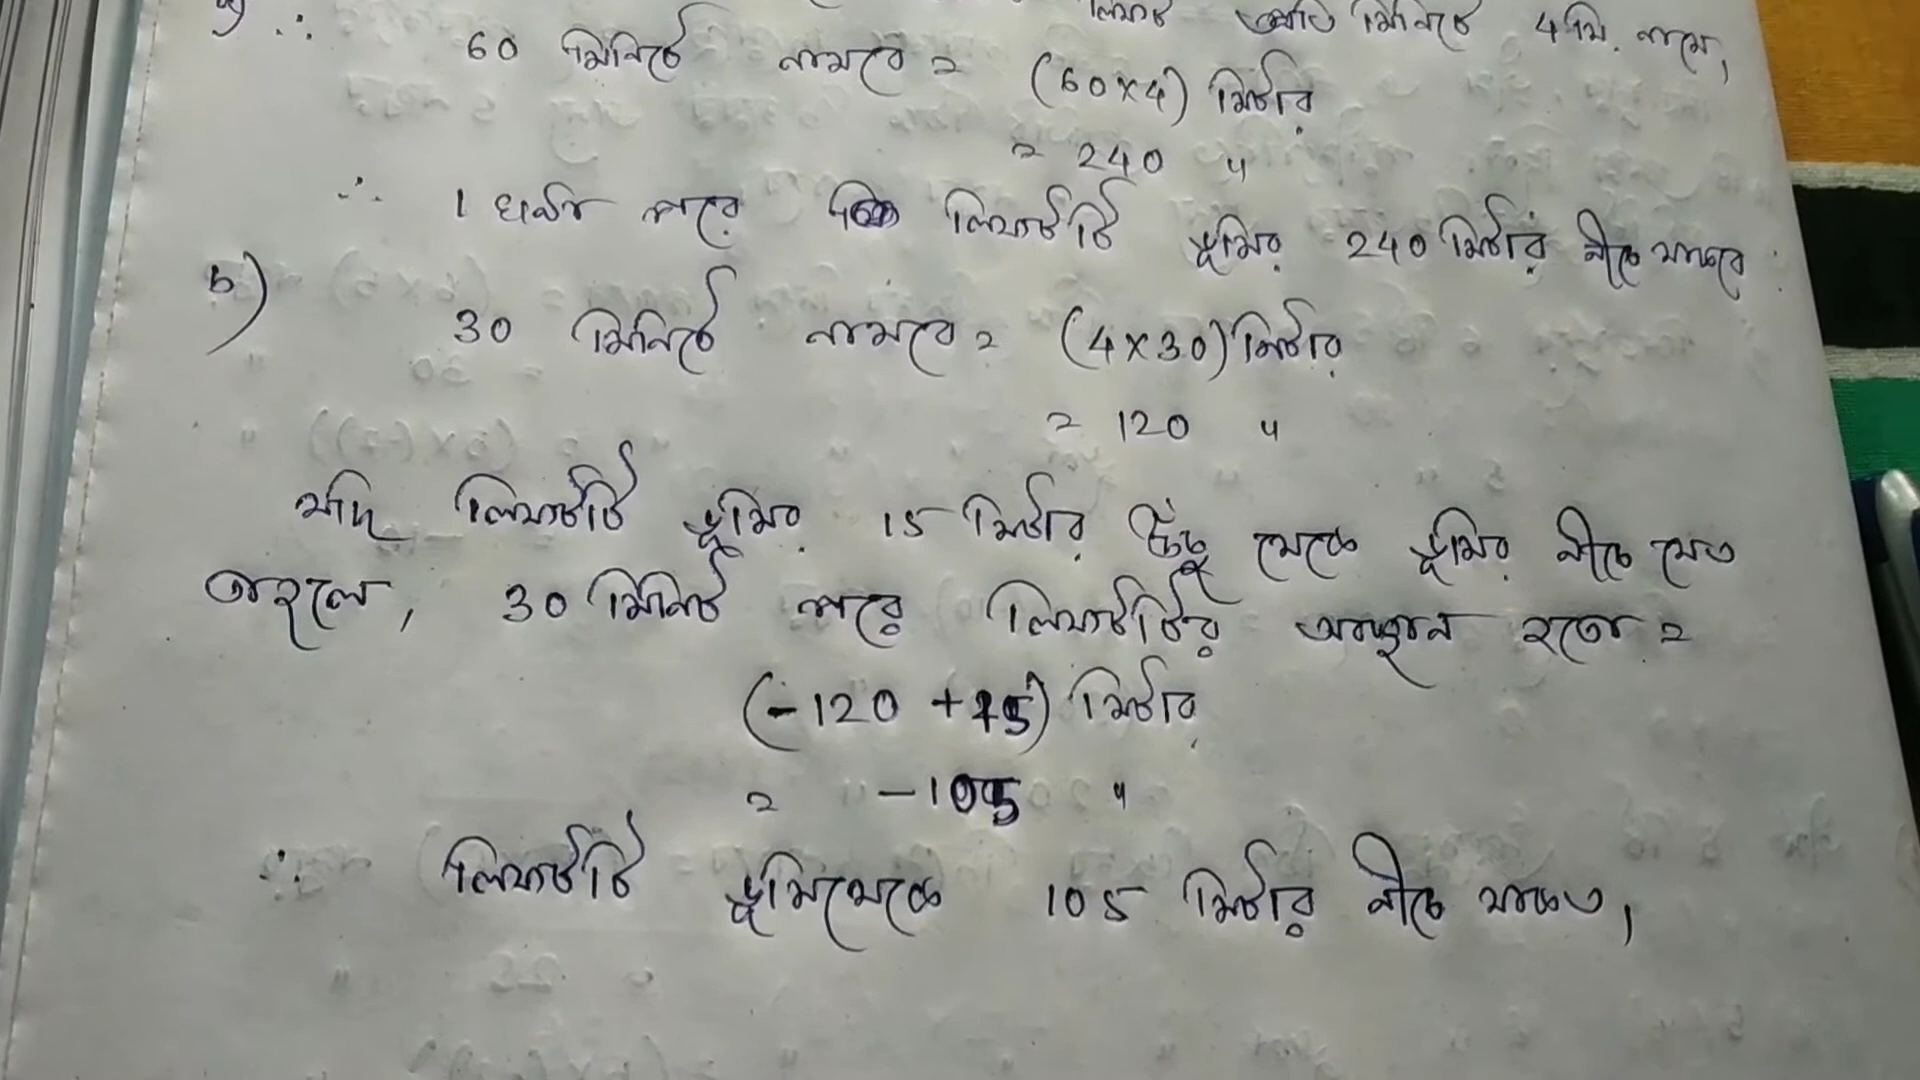 a) ∴ লিফট প্রতি মিনিটে 4 মি. নামে,
60 মিনিটে নামবে = (60×4) মিটার
= 240 "
∴ 1 ঘন্টা পরে লিফটটি ভূমির 240 মিটার নীচে থাকবে
b)
30 মিনিটে নামবে = (4×30) মিটার
= 120 "
যদি লিফটটি ভূমির 15 মিটার উঁচু থেকে ভূমির নীচে যেত
তাহলে, 30 মিনিট পরে লিফটটির অবস্থান হতো =
(-120 +15) মিটার
= -105 "
∴ লিফটটি ভূমিথেকে 105 মিটার নীচে থাকত,